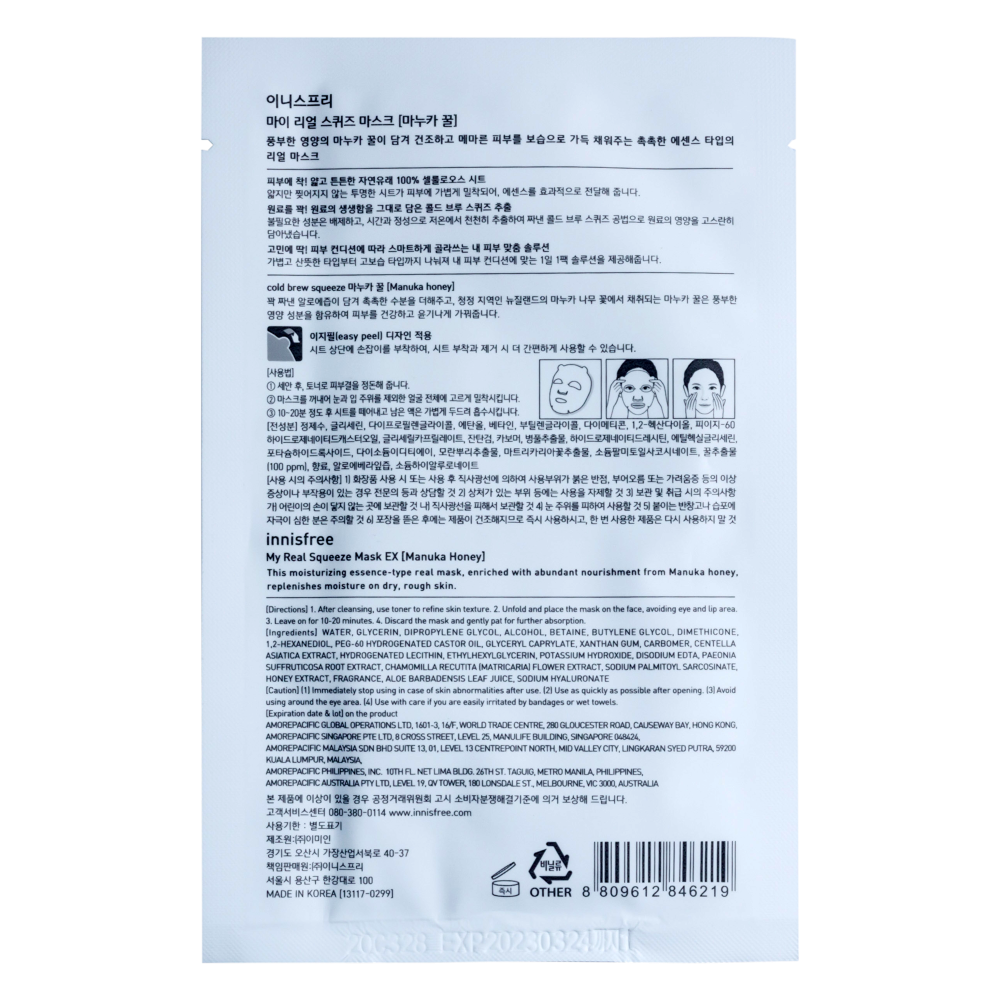 이니스프리
마이 리얼 스퀴즈 마스크 [마누카 꿀]
풍부한 영양의 마누카 꿀이 담겨 건조하고 메마른 피부를 보습으로 가득 채워주는 촉촉한 에센스 타입의
리얼 마스크
피부에 착! 얇고 튼튼한 자연유래 100% 셀룰로오스 시트
얇지만 찢어지지 않는 투명한 시트가 피부에 가볍게 밀착되어, 에센스를 효과적으로 전달해 줍니다.
원료를 꽉! 원료의 생생함을 그대로 담은 콜드 브루 스퀴즈 추출
불필요한 성분은 배제하고, 시간과 정성으로 저온에서 천천히 추출하여 짜낸 콜드 브루 스퀴즈 공법으로 원료의 영양을 고스란히
담아냈습니다.
고민에 딱! 피부 컨디션에 따라 스마트하게 골라쓰는 내 피부 맞춤 솔루션
가볍고 산뜻한 타입부터 고보습 타입까지 나눠져 내 피부 컨디션에 맞는 1일 1팩 솔루션을 제공해줍니다.
cold brew squeeze 마누카 꿀 [Manuka honey]
꽉 짜낸 알로에즙이 담겨 촉촉한 수분을 더해주고, 청정 지역인 뉴질랜드의 마누카 나무 꽃에서 채취되는 마누카 꿀은 풍부한
영양 성분을 함유하여 피부를 건강하고 윤기나게 가꿔줍니다.
이지필(easy peel) 디자인 적용
시트 상단에 손잡이를 부착하여, 시트 부착과 제거 시 더 간편하게 사용할 수 있습니다.
[사용법]
① 세안 후, 토너로 피부결을 정돈해 줍니다.
② 마스크를 꺼내어 눈과 입 주위를 제외한 얼굴 전체에 고르게 밀착시킵니다.
③ 10-20분 정도 후 시트를 떼어내고 남은 액은 가볍게 두드려 흡수시킵니다.
[전성분] 정제수, 글리세린, 다이프로필렌글라이콜, 에탄올, 베타인, 부틸렌글라이콜, 다이메티콘, 1,2-헥산다이올, 피이지-60
하이드로제네이티드캐스터오일, 글리세릴카프릴레이트, 잔탄검, 카보머, 병풀추출물, 하이드로제네이티드레시틴, 에틸헥실글리세린,
포타슘하이드록사이드, 다이소듐이디티에이, 모란뿌리추출물, 마트리카리아꽃추출물, 소듐팔미토일사코시네이트, 꿀추출물
(100 ppm), 향료, 알로에베라잎즙, 소듐하이알루로네이트
[사용 시의 주의사항] 1) 화장품 사용 시 또는 사용 후 직사광선에 의하여 사용부위가 붉은 반점, 부어오름 또는 가려움증 등의 이상
증상이나 부작용이 있는 경우 전문의 등과 상담할 것 2) 상처가 있는 부위 등에는 사용을 자제할 것 3) 보관 및 취급 시의 주의사항
가) 어린이의 손이 닿지 않는 곳에 보관할 것 나) 직사광선을 피해서 보관할 것 4) 눈 주위를 피하여 사용할 것 5) 붙이는 반창고나 습포에
자극이 심한 분은 주의할 것 6) 포장을 뜯은 후에는 제품이 건조해지므로 즉시 사용하시고, 한 번 사용한 제품은 다시 사용하지 말 것
innisfree
My Real Squeeze Mask EX [Manuka Honey]
This moisturizing essence-type real mask, enriched with abundant nourishment from Manuka honey,
replenishes moisture on dry, rough skin.
[Directions] 1. After cleansing, use toner to refine skin texture. 2. Unfold and place the mask on the face, avoiding eye and lip area.
3. Leave on for 10-20 minutes. 4. Discard the mask and gently pat for further absorption.
[Ingredients] WATER, GLYCERIN, DIPROPYLENE GLYCOL, ALCOHOL, BETAINE, BUTYLENE GLYCOL, DIMETHICONE,
1,2-HEXANEDIOL, PEG-60 HYDROGENATED CASTOR OIL, GLYCERYL CAPRYLATE, XANTHAN GUM, CARBOMER, CENTELLA
ASIATICA EXTRACT, HYDROGENATED LECITHIN, ETHYLHEXYLGLYCERIN, POTASSIUM HYDROXIDE, DISODIUM EDTA, PAEONIA
SUFFRUTICOSA ROOT EXTRACT, CHAMOMILLA RECUTITA (MATRICARIA) FLOWER EXTRACT, SODIUM PALMITOYL SARCOSINATE,
HONEY EXTRACT, FRAGRANCE, ALOE BARBADENSIS LEAF JUICE, SODIUM HYALURONATE
[Caution] (1) Immediately stop using in case of skin abnormalities after use. (2) Use as quickly as possible after opening. (3) Avoid
using around the eye area. (4) Use with care if you are easily irritated by bandages or wet towels.
[Expiration date & lot] on the product
AMOREPACIFIC GLOBAL OPERATIONS LTD, 1601-3, 16/F, WORLD TRADE CENTRE, 280 GLOUCESTER ROAD, CAUSEWAY BAY, HONG KONG,
AMOREPACIFIC SINGAPORE PTE LTD, 8 CROSS STREET, LEVEL 25, MANULIFE BUILDING, SINGAPORE 048424,
AMOREPACIFIC MALAYSIA SDN BHD SUITE 13, 01, LEVEL 13 CENTREPOINT NORTH, MID VALLEY CITY, LINGKARAN SYED PUTRA, 59200
KUALA LUMPUR, MALAYSIA,
AMOREPACIFIC PHILIPPINES, INC. 10TH FL. NET LIMA BLDG. 26TH ST. TAGUIG, METRO MANILA, PHILIPPINES,
AMOREPACIFIC AUSTRALIA PTY LTD, LEVEL 19, QV TOWER, 180 LONSDALE ST., MELBOURNE, VIC 3000, AUSTRALIA
본 제품에 이상이 있을 경우 공정거래위원회 고시 소비자분쟁해결기준에 의거 보상해 드립니다.
고객서비스센터 080-380-0114 www.innisfree.com
사용기한 : 별도표기
제조원:(주)이미인
경기도 오산시 가장산업서북로 40-37
책임판매원:(주)이니스프리
서울시 용산구 한강대로 100
MADE IN KOREA [13117-0299]
즉시
비닐류
OTHER
8 809612 846219
200328 EXP20230324까지